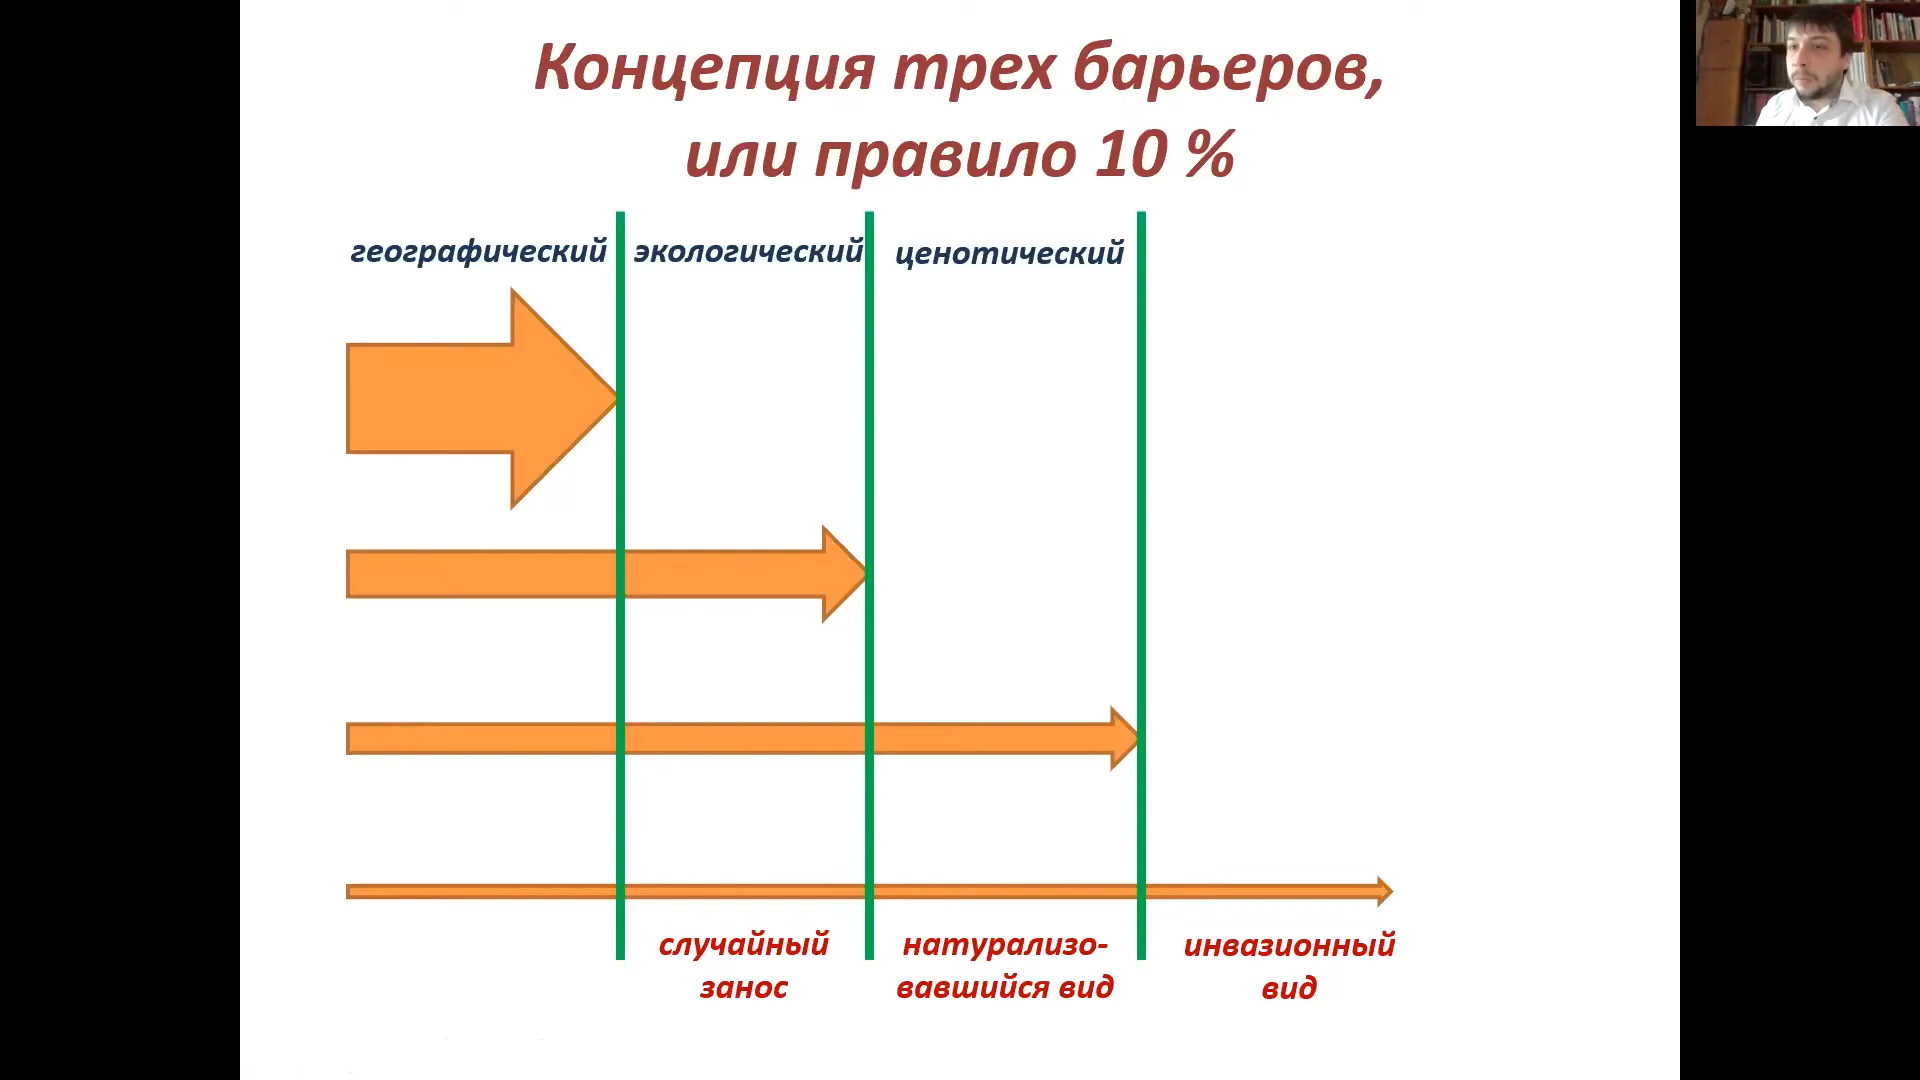 Концепция трех барьеров,
или правило 10 %
географический
экологический
ценотический
случайный
занос
натурализо-
вавшийся вид
инвазионный
вид